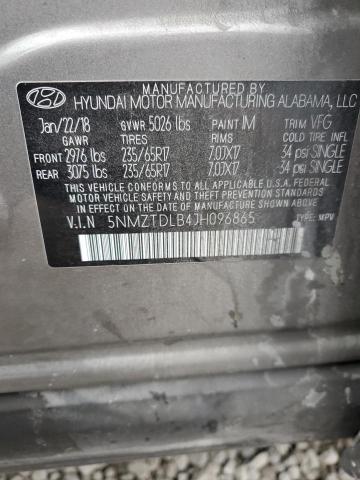 MANUFACTURED BY
HYUNDAI MOTOR MANUFACTURING ALABAMA, LLC
Jan/22/18 GVWR 5026 lbs PAINT IM TRIM VFG
GAWR TIRES RIMS COLD TIRE INFL
FRONT 2976 lbs 235/65R17 7.0JX17 34 psi SINGLE
REAR 3075 lbs 235/65R17 7.0JX17 34 psi SINGLE
THIS VEHICLE CONFORMS TO ALL APPLICABLE U.S.A. FEDERAL
MOTOR VEHICLE SAFETY STANDARDS AND THEFT
PREVENTION STANDARDS IN EFFECT ON THE DATE
OF MANUFACTURE SHOWN ABOVE.
V.I.N 5NMZTDLB4JH096865 TYPE: MPV